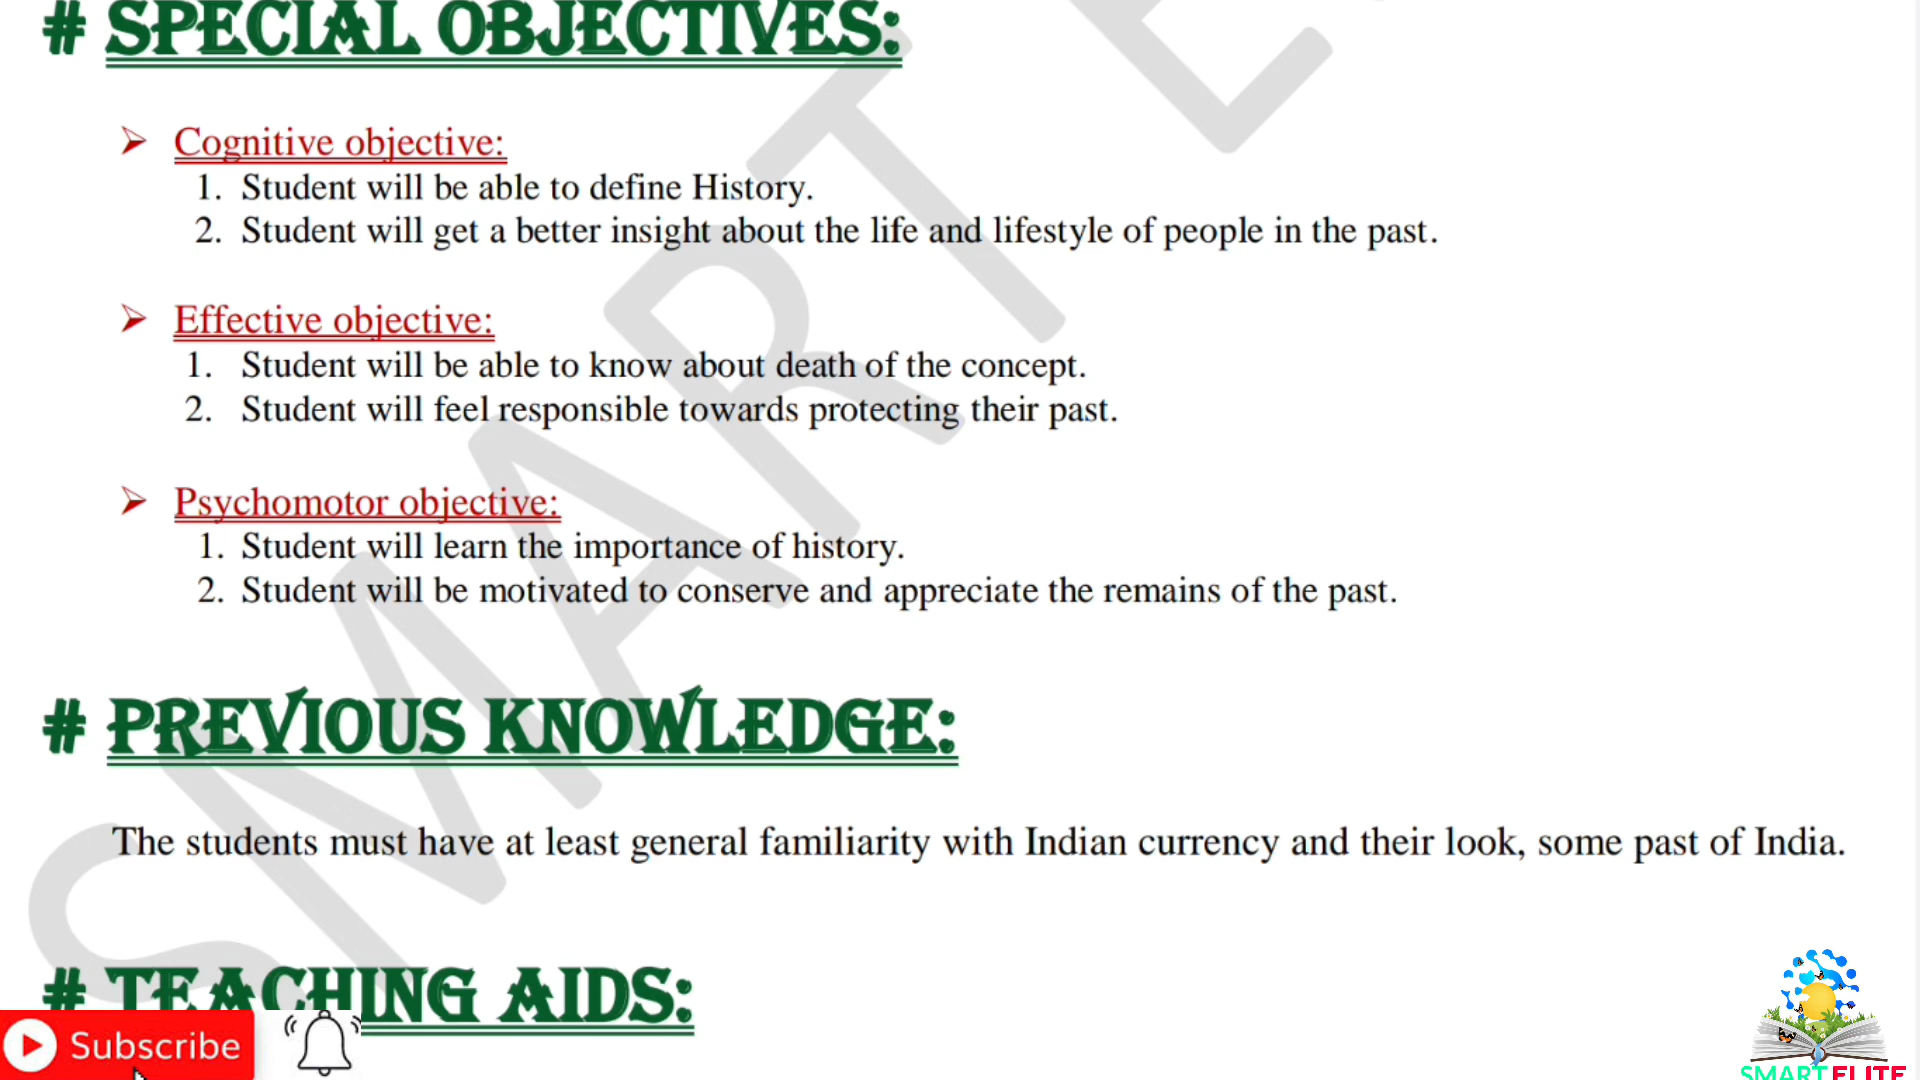 # SPECIAL OBJECTIVES:
➢ Cognitive objective:
1. Student will be able to define History.
2. Student will get a better insight about the life and lifestyle of people in the past.
➢ Effective objective:
1. Student will be able to know about death of the concept.
2. Student will feel responsible towards protecting their past.
➢ Psychomotor objective:
1. Student will learn the importance of history.
2. Student will be motivated to conserve and appreciate the remains of the past.
# PREVIOUS KNOWLEDGE:
The students must have at least general familiarity with Indian currency and their look, some past of India.
# TEACHING AIDS:
Subscribe
SMART ELITE
SMART E